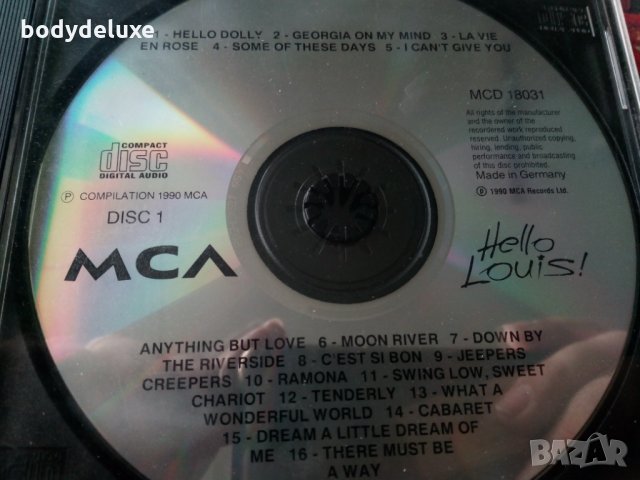 bodydeluxe
1 - HELLO DOLLY 2 - GEORGIA ON MY MIND 3 - LA VIE
EN ROSE 4 - SOME OF THESE DAYS 5 - I CAN'T GIVE YOU
MCD 18031
All rights of the manufacturer
and the owner of the
recordered work reproduced
reserved. Unauthorized copying,
hiring, lending, public
performance and broadcasting
of this disc prohibited.
Made in Germany
℗ 1990 MCA Records Ltd.
COMPACT
disc
DIGITAL AUDIO
℗ COMPILATION 1990 MCA
DISC 1
MCA
Hello
Louis!
ANYTHING BUT LOVE 6 - MOON RIVER 7 - DOWN BY
THE RIVERSIDE 8 - C'EST SI BON 9 - JEEPERS
CREEPERS 10 - RAMONA 11 - SWING LOW, SWEET
CHARIOT 12 - TENDERLY 13 - WHAT A
WONDERFUL WORLD 14 - CABARET
15 - DREAM A LITTLE DREAM OF
ME 16 - THERE MUST BE
A WAY
BAZAR